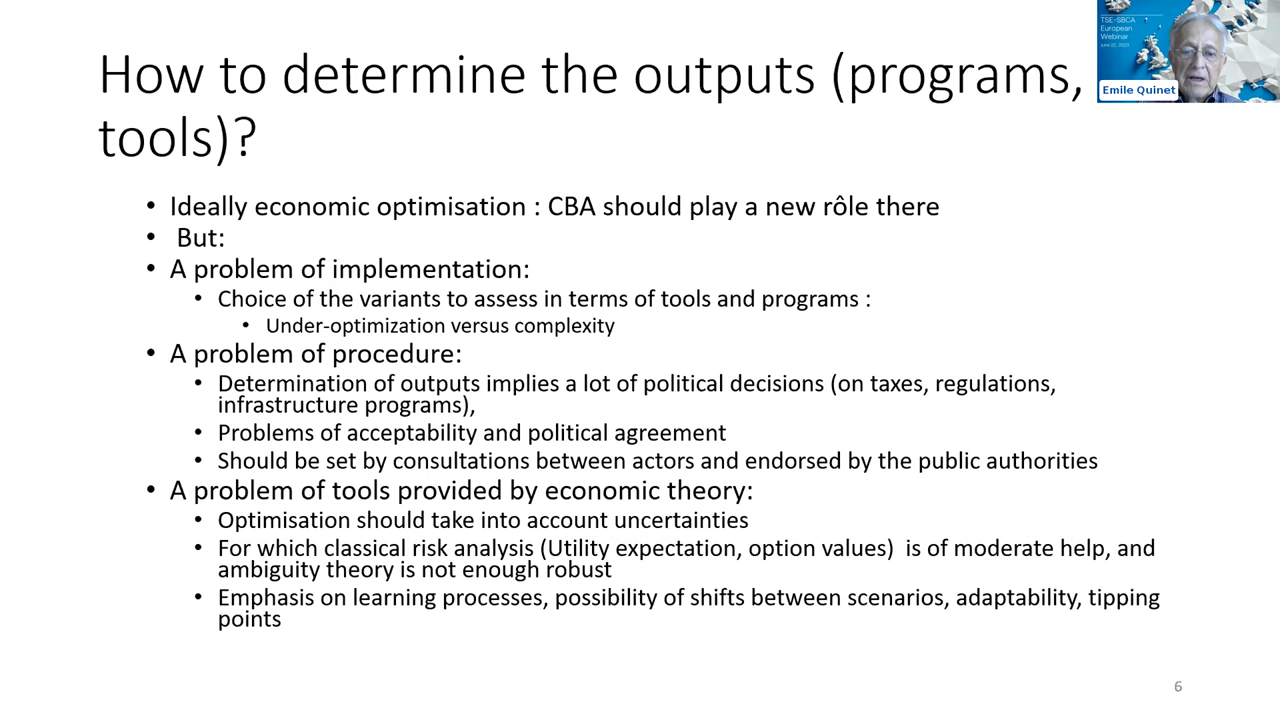 How to determine the outputs (programs,
tools)?
TSE-SBCA
European
Webinar
June 22, 2023
Emile Quinet
• Ideally economic optimisation : CBA should play a new rôle there
• But:
• A problem of implementation:
• Choice of the variants to assess in terms of tools and programs :
• Under-optimization versus complexity
• A problem of procedure:
• Determination of outputs implies a lot of political decisions (on taxes, regulations,
infrastructure programs),
• Problems of acceptability and political agreement
• Should be set by consultations between actors and endorsed by the public authorities
• A problem of tools provided by economic theory:
• Optimisation should take into account uncertainties
• For which classical risk analysis (Utility expectation, option values) is of moderate help, and
ambiguity theory is not enough robust
• Emphasis on learning processes, possibility of shifts between scenarios, adaptability, tipping
points
6